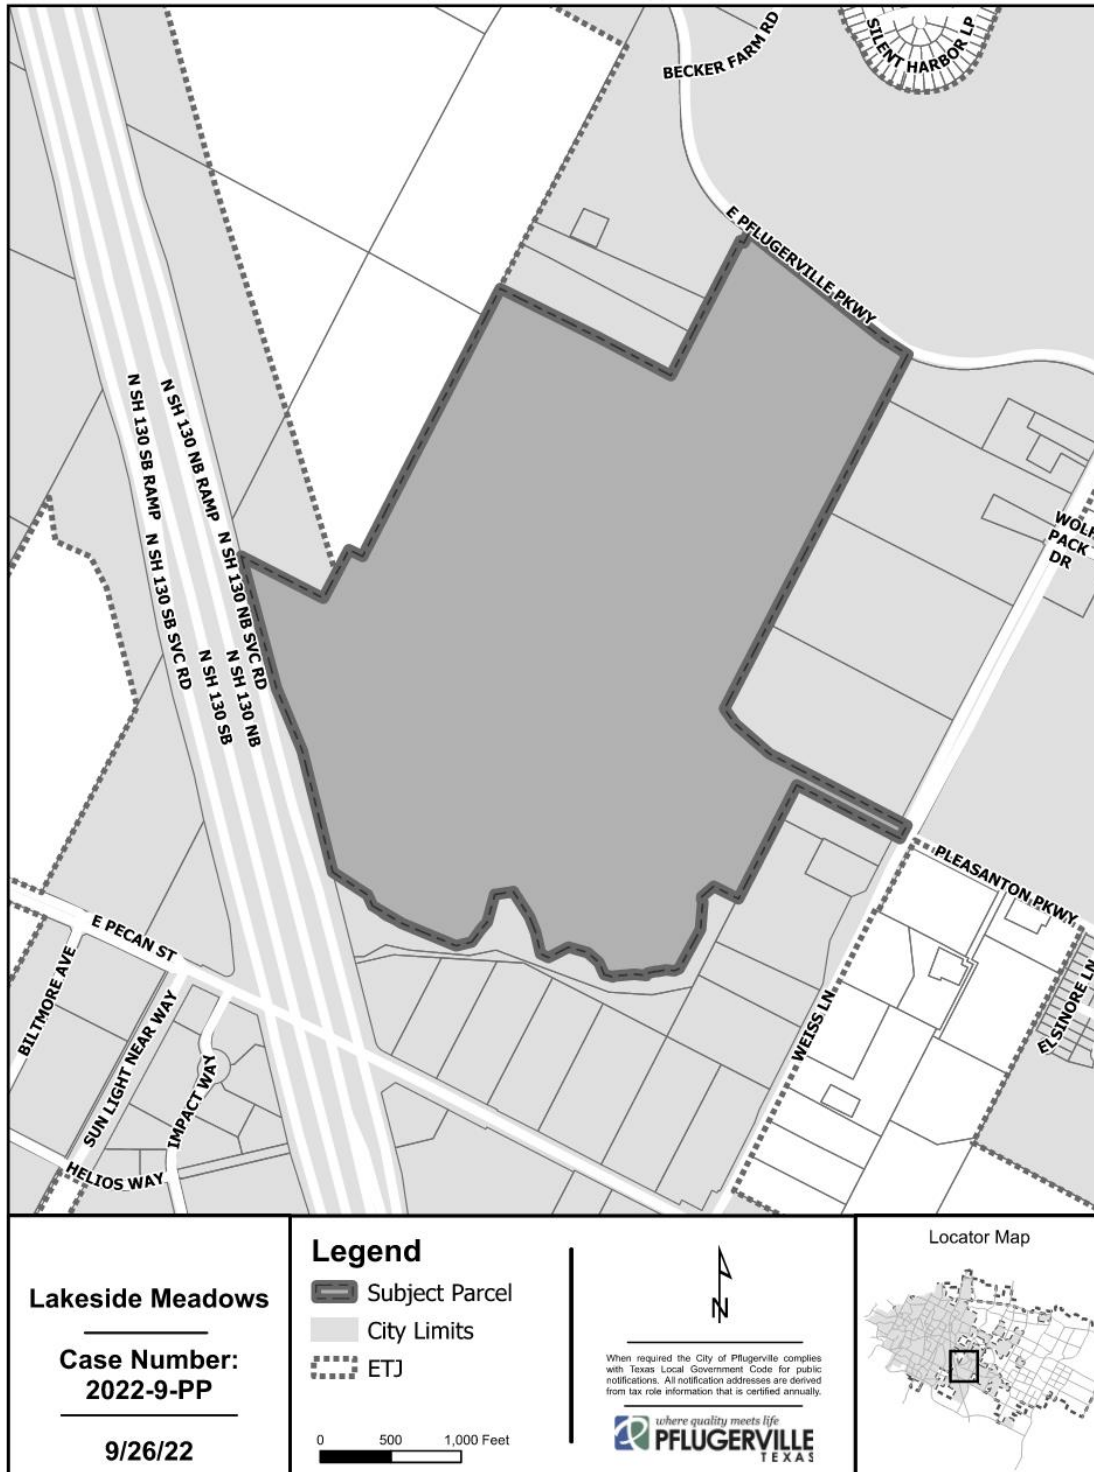 SILENT HARBOR LP
BECKER FARM RD
E PFLUGERVILLE PKWY
N SH 130 SB RAMP
N SH 130 NB RAMP
N SH 130 SB SVC RD
N SH 130 NB SVC RD
N SH 130 SB
N SH 130 NB
PACK
DR
PLEASANTON PKWY
E PECAN ST
BILTMORE AVE
SUN LIGHT NEAR WAY
IMPACT WAY
HELIOS WAY
WEISS LN
ELSINORE LN
Lakeside Meadows
Case Number:
2022-9-PP
9/26/22
Legend
Subject Parcel
City Limits
ETJ
0 500 1,000 Feet
N
When required the City of Pflugerville complies
with Texas Local Government Code for public
notifications. All notification addresses are derived
from tax role information that is certified annually.
where quality meets life
PFLUGERVILLE
TEXAS
Locator Map